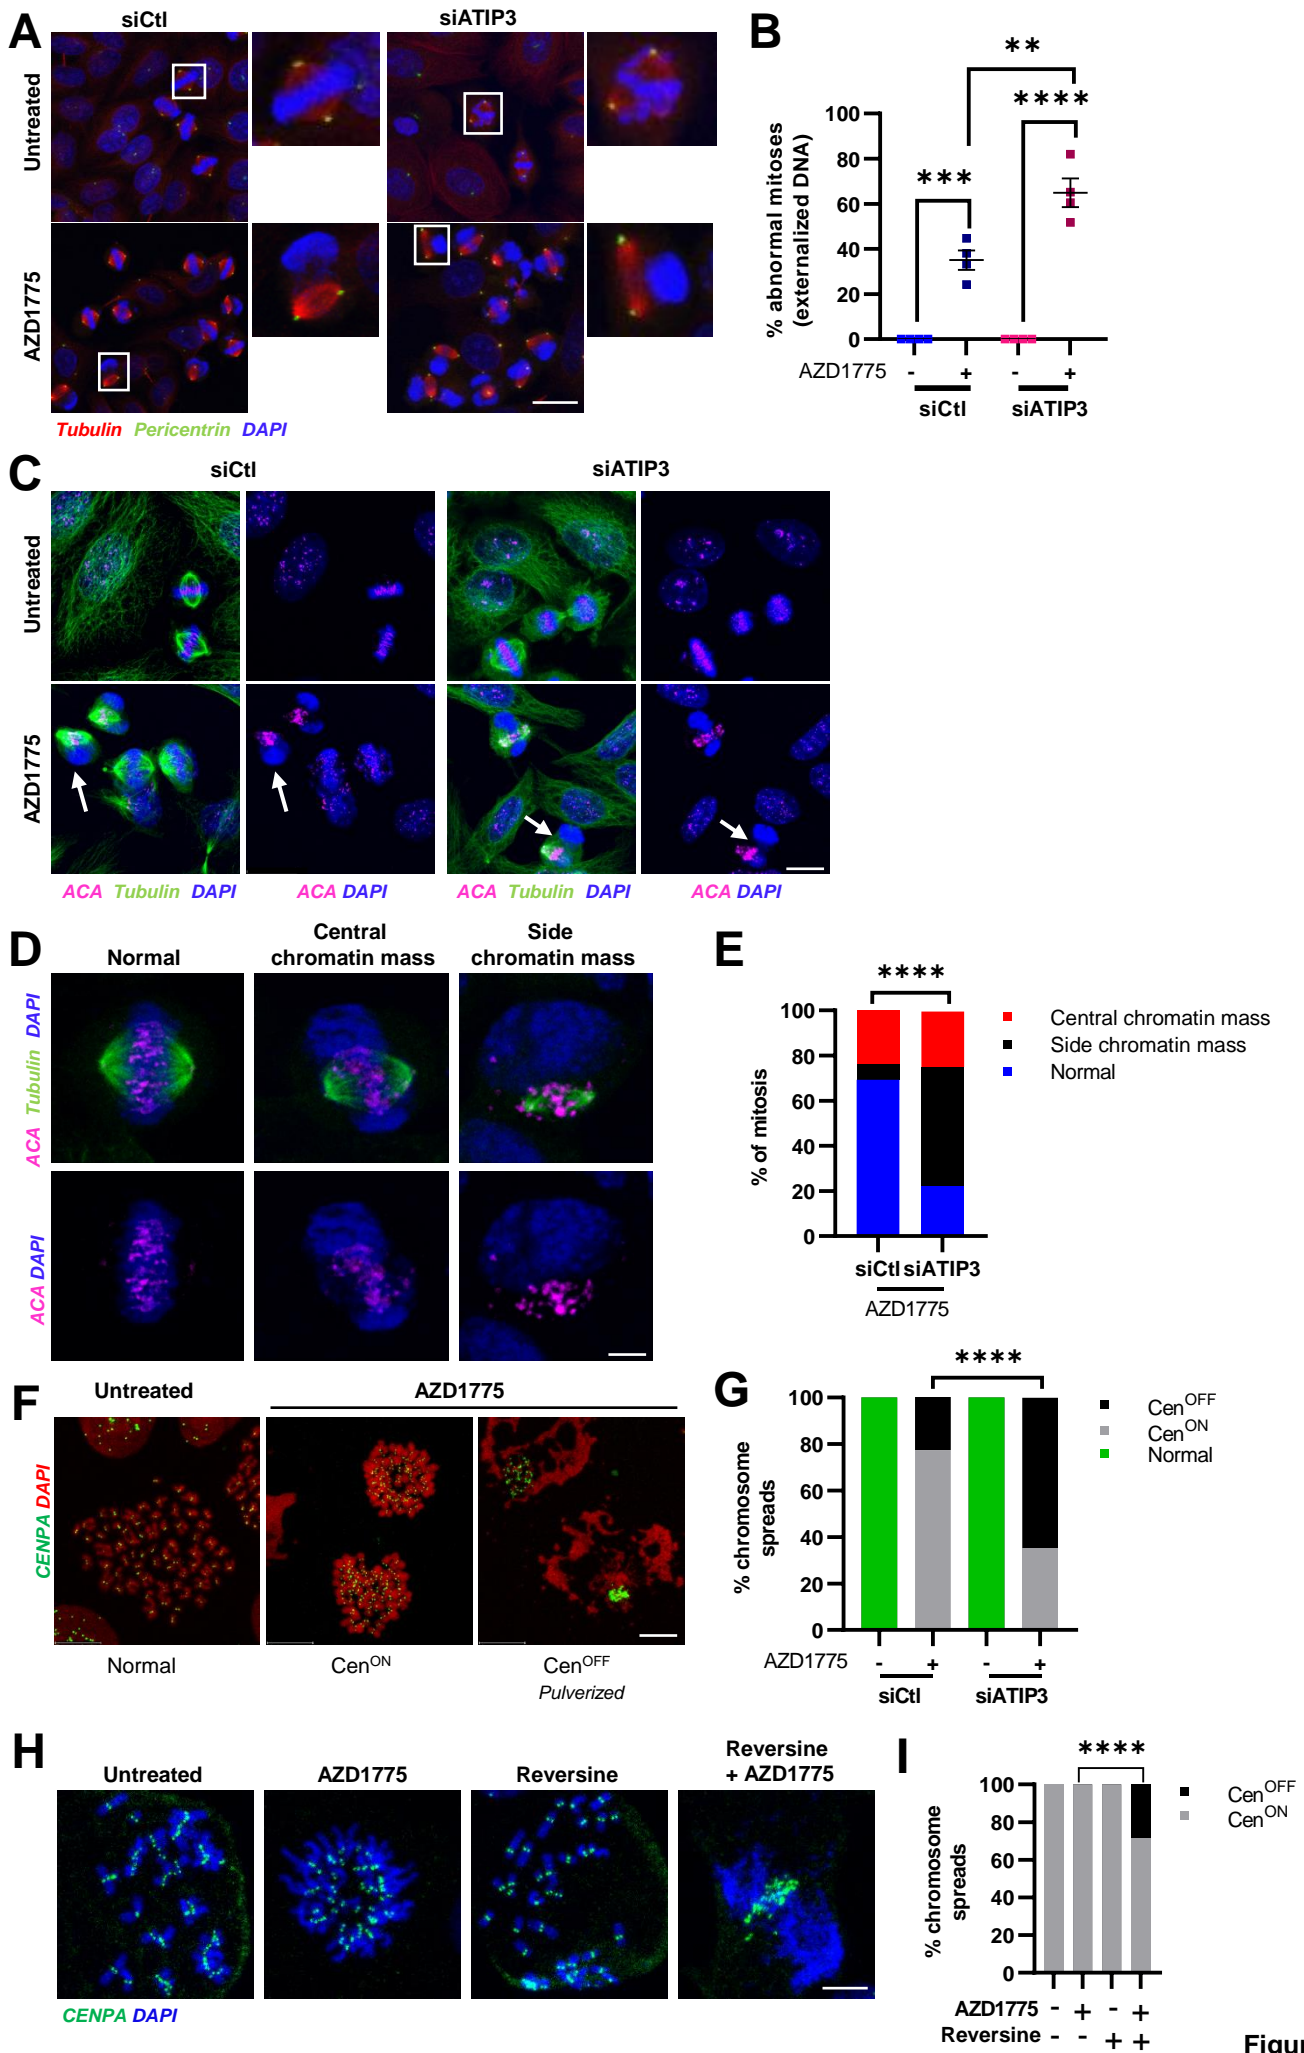 A
siCtl
siATIP3
Untreated
AZD1775
Tubulin Pericentrin DAPI
B
**
****
***
% abnormal mitoses
(externalized DNA)
100
80
60
40
20
0
AZD1775 - + - +
siCtl siATIP3
C
siCtl
siATIP3
Untreated
AZD1775
ACA Tubulin DAPI
ACA DAPI
ACA Tubulin DAPI
ACA DAPI
D
Normal
Central
chromatin mass
Side
chromatin mass
ACA Tubulin DAPI
ACA DAPI
E
****
% of mitosis
100
80
60
40
20
0
Central chromatin mass
Side chromatin mass
Normal
siCtl siATIP3
AZD1775
F
Untreated
AZD1775
CENPA DAPI
Normal
CenON
CenOFF
Pulverized
G
****
% chromosome
spreads
100
80
60
40
20
0
CenOFF
CenON
Normal
AZD1775 - + - +
siCtl siATIP3
H
Untreated
AZD1775
Reversine
Reversine
+ AZD1775
CENPA DAPI
I
****
% chromosome
spreads
100
80
60
40
20
0
CenOFF
CenON
AZD1775 - + - +
Reversine - - + +
Figur